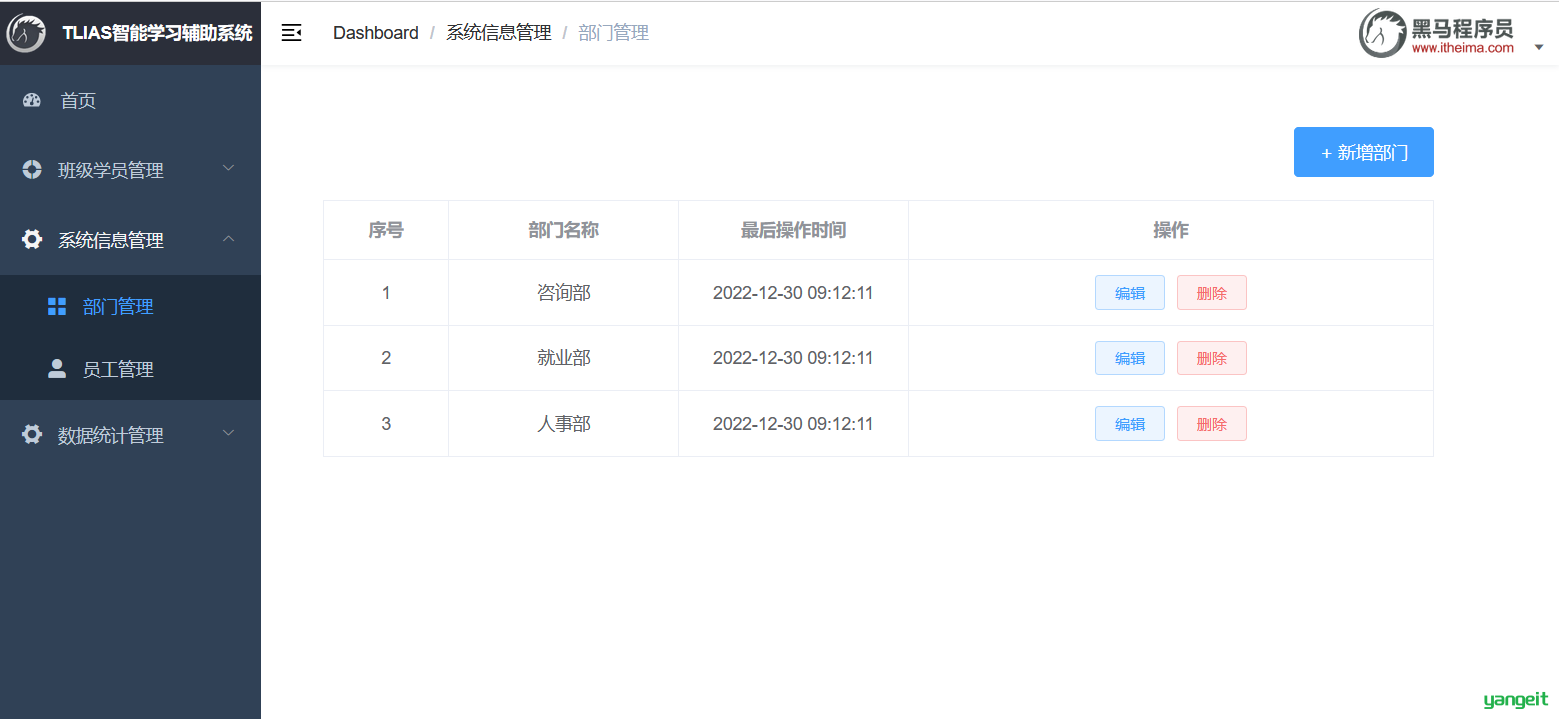 TLIAS智能学习辅助系统
Dashboard / 系统信息管理 / 部门管理
黑马程序员
www.itheima.com
首页
班级学员管理
系统信息管理
部门管理
员工管理
数据统计管理
+ 新增部门
序号 部门名称 最后操作时间 操作
1 咨询部 2022-12-30 09:12:11 编辑 删除
2 就业部 2022-12-30 09:12:11 编辑 删除
3 人事部 2022-12-30 09:12:11 编辑 删除
yangeit